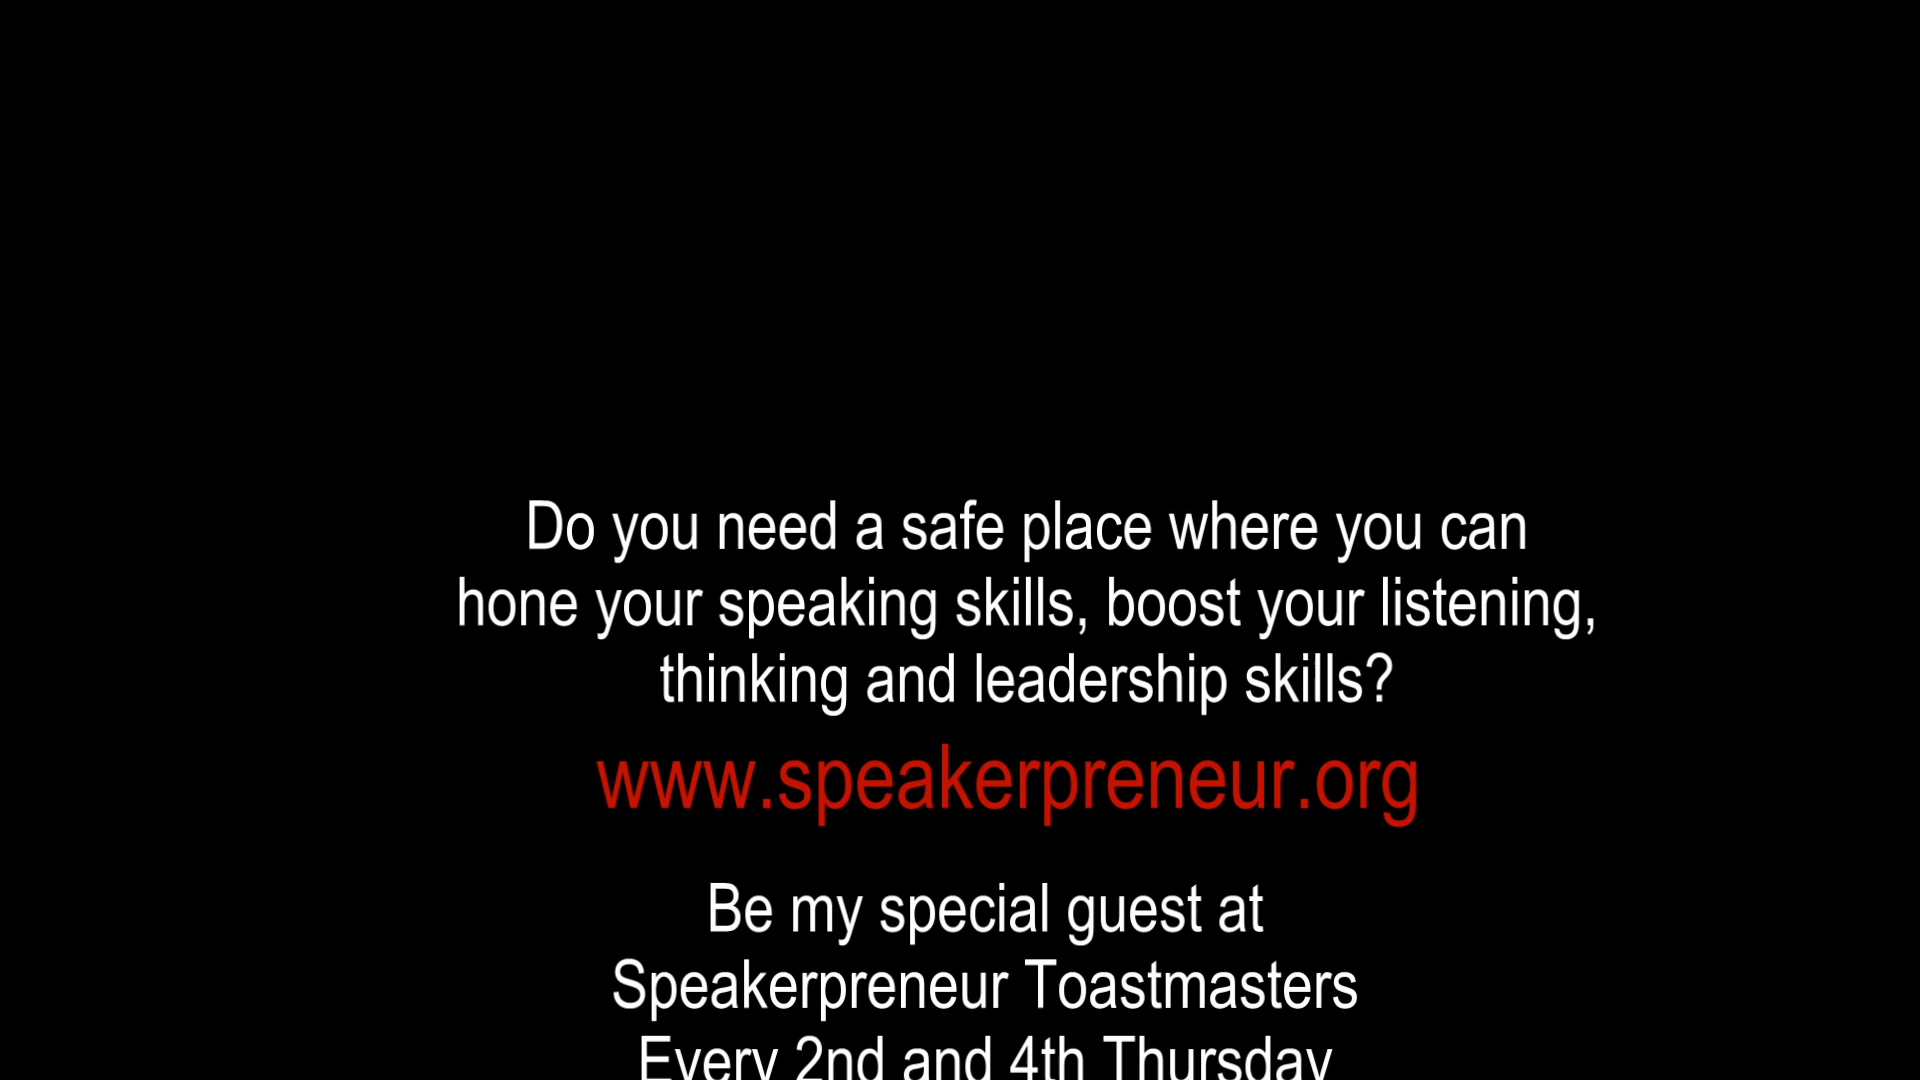 Do you need a safe place where you can
hone your speaking skills, boost your listening,
thinking and leadership skills?
www.speakerpreneur.org
Be my special guest at
Speakerpreneur Toastmasters
Every 2nd and 4th Thursday